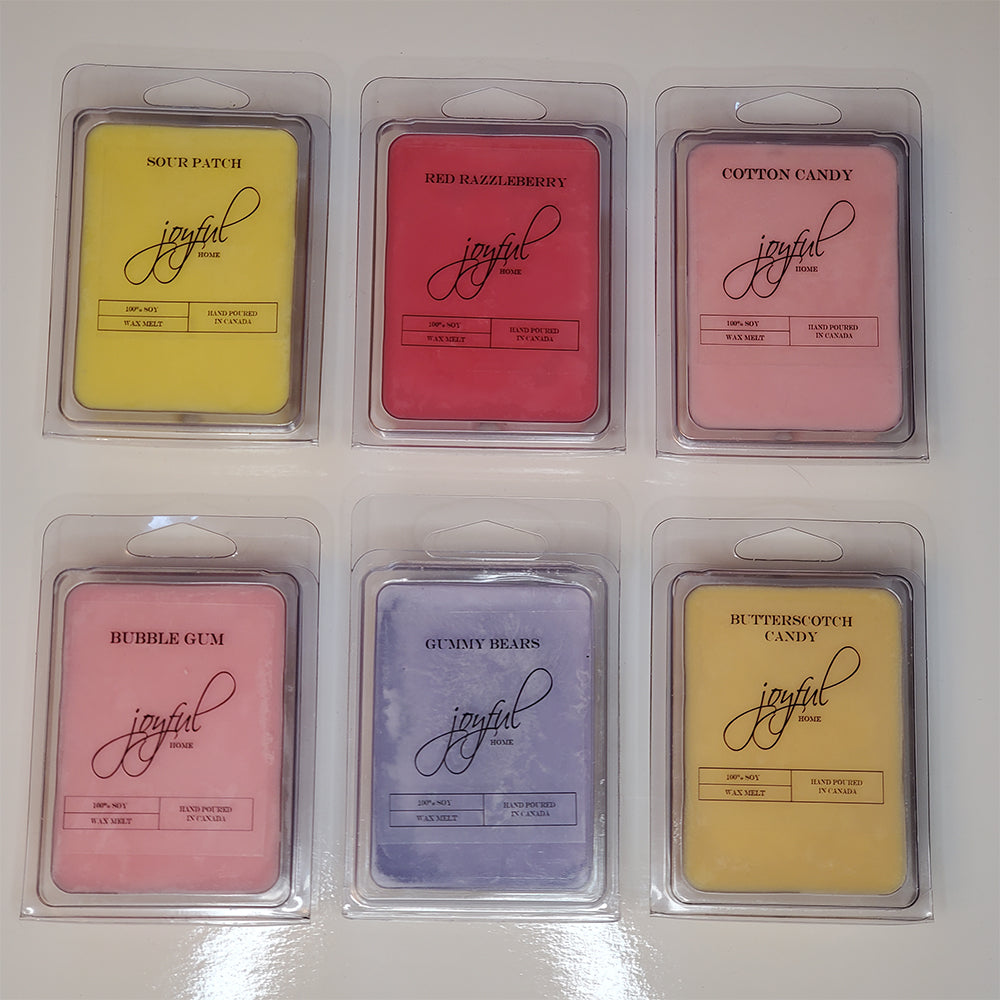 SOUR PATCH
joyful
HOME
100% SOY
WAX MELT
HAND POURED
IN CANADA
RED RAZZLEBERRY
joyful
HOME
100% SOY
WAX MELT
HAND POURED
IN CANADA
COTTON CANDY
joyful
HOME
100% SOY
WAX MELT
HAND POURED
IN CANADA
BUBBLE GUM
joyful
HOME
100% SOY
WAX MELT
HAND POURED
IN CANADA
GUMMY BEARS
joyful
HOME
100% SOY
WAX MELT
HAND POURED
IN CANADA
BUTTERSCOTCH
CANDY
joyful
HOME
100% SOY
WAX MELT
HAND POURED
IN CANADA